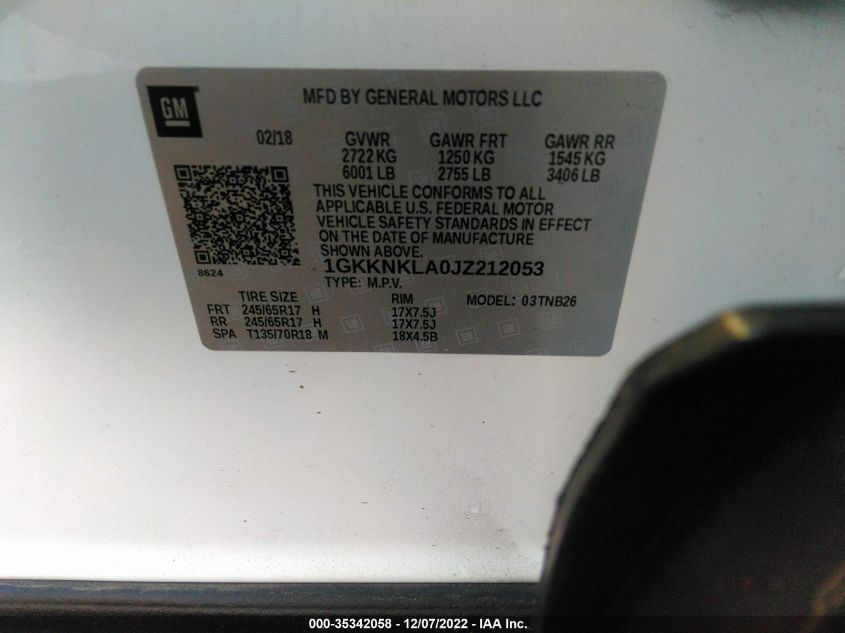 GM
MFD BY GENERAL MOTORS LLC
02/18 GVWR GAWR FRT GAWR RR
2722 KG 1250 KG 1545 KG
6001 LB 2755 LB 3406 LB
THIS VEHICLE CONFORMS TO ALL
APPLICABLE U.S. FEDERAL MOTOR
VEHICLE SAFETY STANDARDS IN EFFECT
ON THE DATE OF MANUFACTURE
SHOWN ABOVE.
8624
1GKKNKLA0JZ212053
TYPE: M.P.V.
TIRE SIZE RIM MODEL: 03TNB26
FRT 245/65R17 H 17X7.5J
RR 245/65R17 H 17X7.5J
SPA T135/70R18 M 18X4.5B
000-35342058 - 12/07/2022 - IAA Inc.